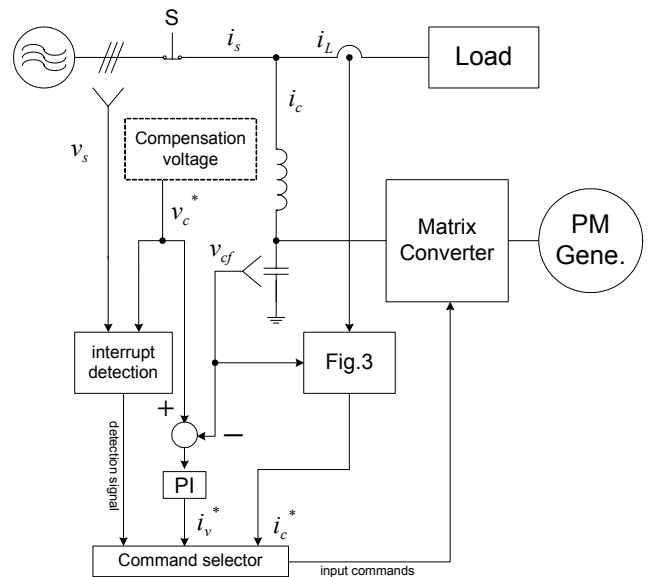 S
i_s
i_L
Load
i_c
Compensation
voltage
v_s
v_c*
Matrix
Converter
PM
Gene.
v_cf
interrupt
detection
Fig.3
+
−
detection signal
PI
i_v*
i_c*
Command selector
input commands